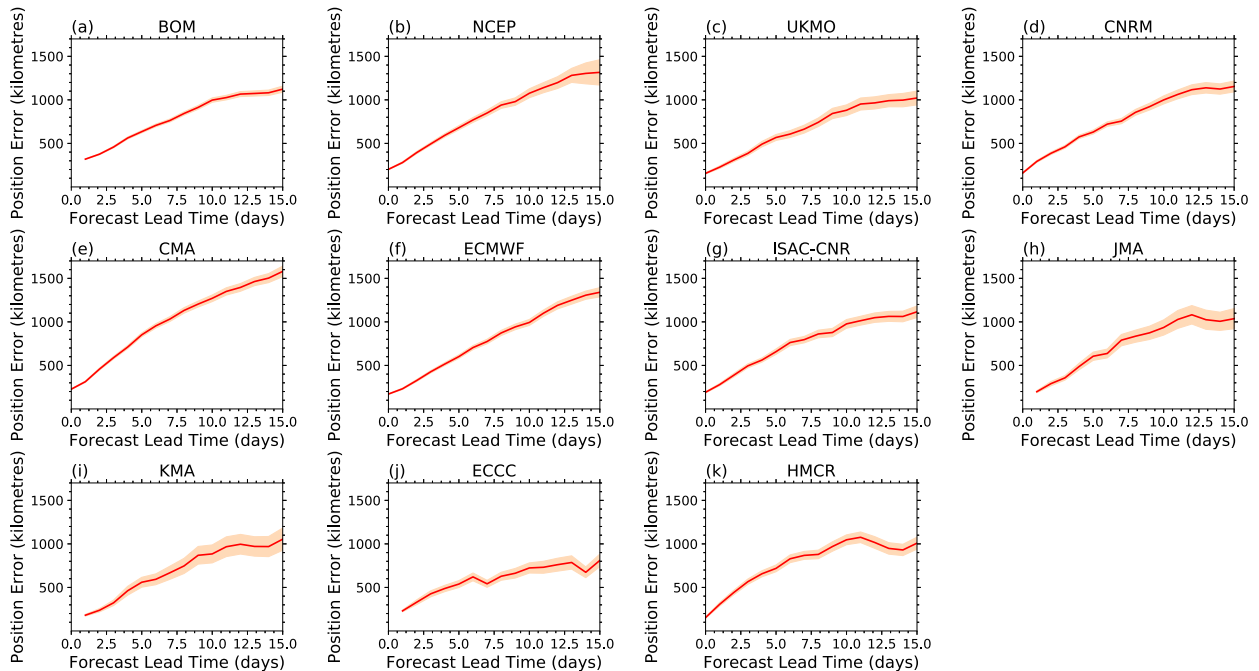 (a) BOM
Position Error (kilometres)
1500
1000
500
0.0 2.5 5.0 7.5 10.0 12.5 15.0
Forecast Lead Time (days)
(b) NCEP
Position Error (kilometres)
1500
1000
500
0.0 2.5 5.0 7.5 10.0 12.5 15.0
Forecast Lead Time (days)
(c) UKMO
Position Error (kilometres)
1500
1000
500
0.0 2.5 5.0 7.5 10.0 12.5 15.0
Forecast Lead Time (days)
(d) CNRM
Position Error (kilometres)
1500
1000
500
0.0 2.5 5.0 7.5 10.0 12.5 15.0
Forecast Lead Time (days)
(e) CMA
Position Error (kilometres)
1500
1000
500
0.0 2.5 5.0 7.5 10.0 12.5 15.0
Forecast Lead Time (days)
(f) ECMWF
Position Error (kilometres)
1500
1000
500
0.0 2.5 5.0 7.5 10.0 12.5 15.0
Forecast Lead Time (days)
(g) ISAC-CNR
Position Error (kilometres)
1500
1000
500
0.0 2.5 5.0 7.5 10.0 12.5 15.0
Forecast Lead Time (days)
(h) JMA
Position Error (kilometres)
1500
1000
500
0.0 2.5 5.0 7.5 10.0 12.5 15.0
Forecast Lead Time (days)
(i) KMA
Position Error (kilometres)
1500
1000
500
0.0 2.5 5.0 7.5 10.0 12.5 15.0
Forecast Lead Time (days)
(j) ECCC
Position Error (kilometres)
1500
1000
500
0.0 2.5 5.0 7.5 10.0 12.5 15.0
Forecast Lead Time (days)
(k) HMCR
Position Error (kilometres)
1500
1000
500
0.0 2.5 5.0 7.5 10.0 12.5 15.0
Forecast Lead Time (days)